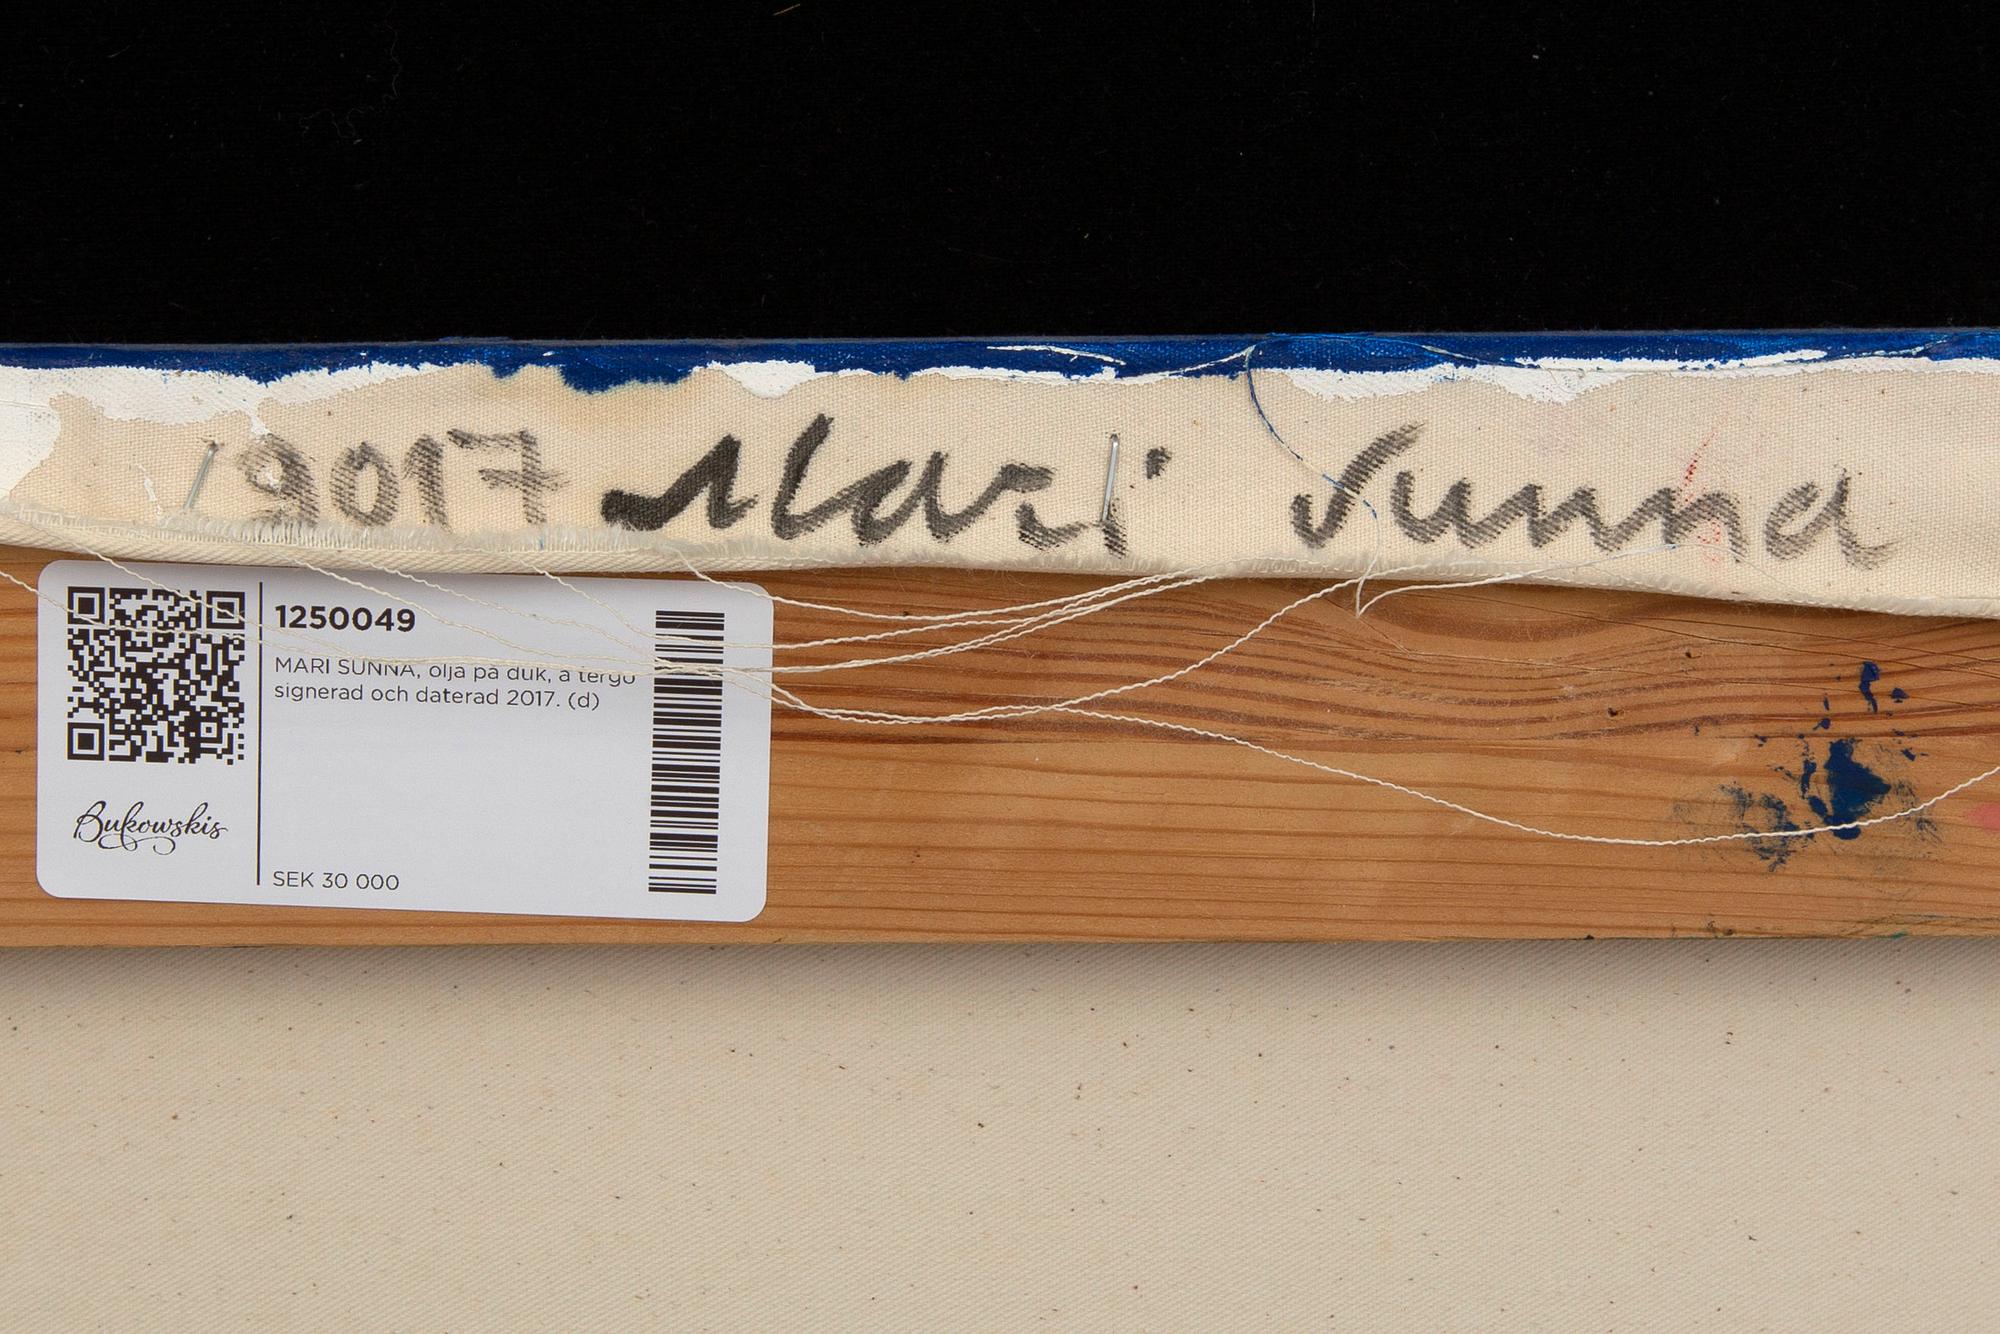 2017 Mari Sunna
1250049
MARI SUNNA, olja på duk, a tergo
signerad och daterad 2017. (d)
Bukowskis
SEK 30 000